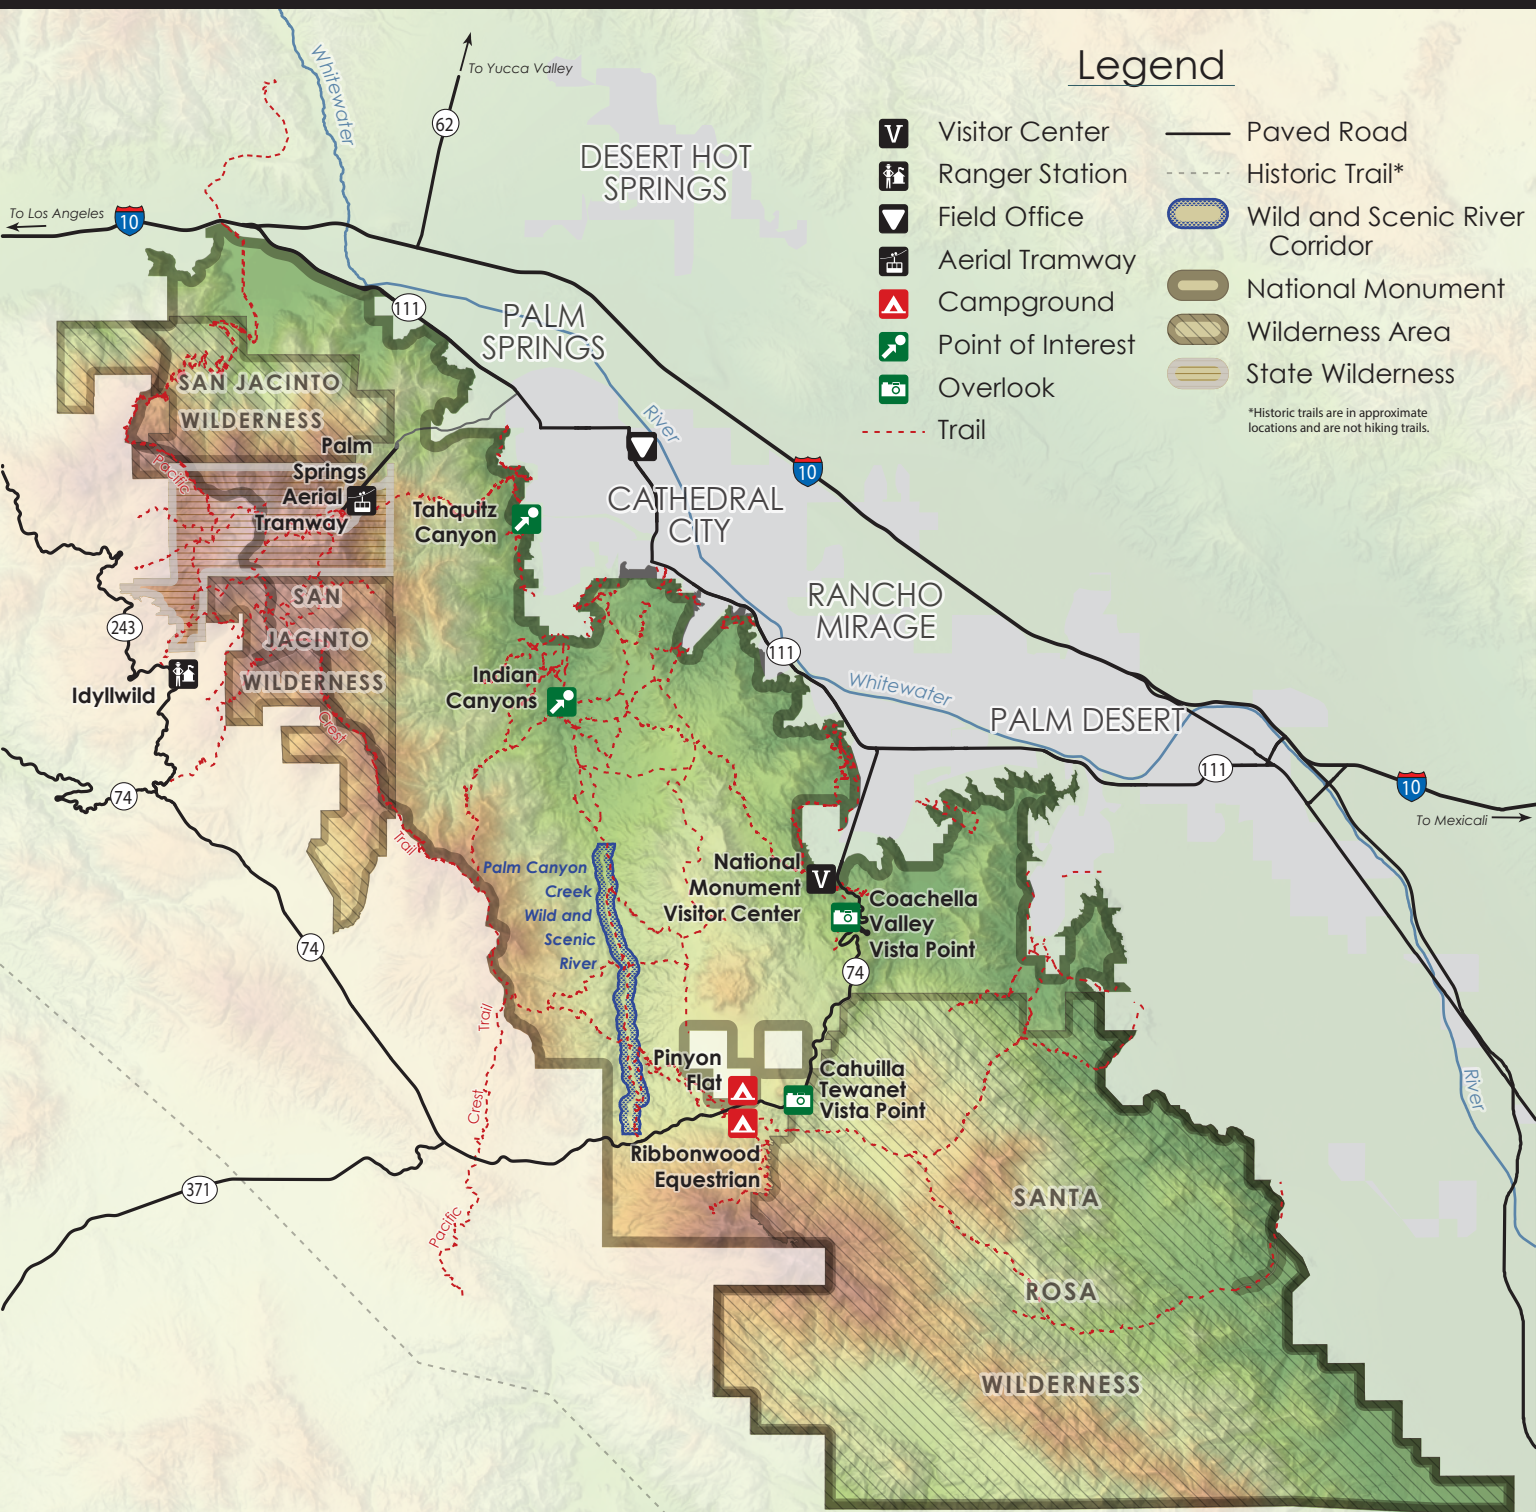 Legend
Visitor Center
Ranger Station
Field Office
Aerial Tramway
Campground
Point of Interest
Overlook
Trail
Paved Road
Historic Trail*
Wild and Scenic River
Corridor
National Monument
Wilderness Area
State Wilderness
*Historic trails are in approximate
locations and are not hiking trails.
Whitewater
To Yucca Valley
62
DESERT HOT
SPRINGS
To Los Angeles
10
111
PALM
SPRINGS
SAN JACINTO
WILDERNESS
River
Palm
Springs
Aerial
Tramway
Pacific
10
Tahquitz
Canyon
CATHEDRAL
CITY
RANCHO
MIRAGE
SAN
JACINTO
WILDERNESS
243
Idyllwild
111
Indian
Canyons
Whitewater
PALM DESERT
Crest
111
10
To Mexicali
74
Trail
Palm Canyon
Creek
Wild and
Scenic
River
National
Monument
Visitor Center
V
Coachella
Valley
Vista Point
74
74
Trail
Pinyon
Flat
Cahuilla
Tewanet
Vista Point
Crest
River
Ribbonwood
Equestrian
371
Pacific
SANTA
ROSA
WILDERNESS
V